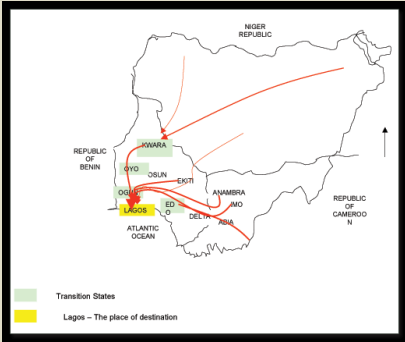 NIGER
REPUBLIC
KWARA
REPUBLIC
OF
BENIN
OYO
OSUN
EKITI
OGUN
ANAMBRA
ED
O
IMO
LAGOS
DELTA
ABIA
REPUBLIC
OF
CAMEROO
N
ATLANTIC
OCEAN
Transition States
Lagos – The place of destination